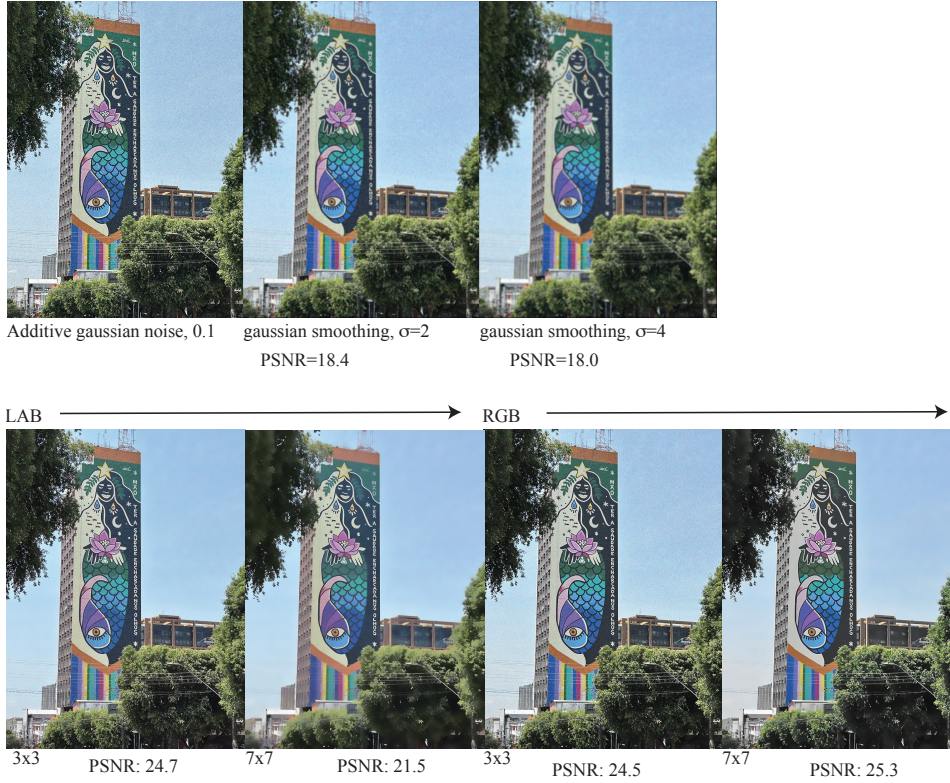 Additive gaussian noise, 0.1
gaussian smoothing, σ=2
gaussian smoothing, σ=4
PSNR=18.4
PSNR=18.0
LAB
RGB
3x3
PSNR: 24.7
7x7
PSNR: 21.5
3x3
PSNR: 24.5
7x7
PSNR: 25.3